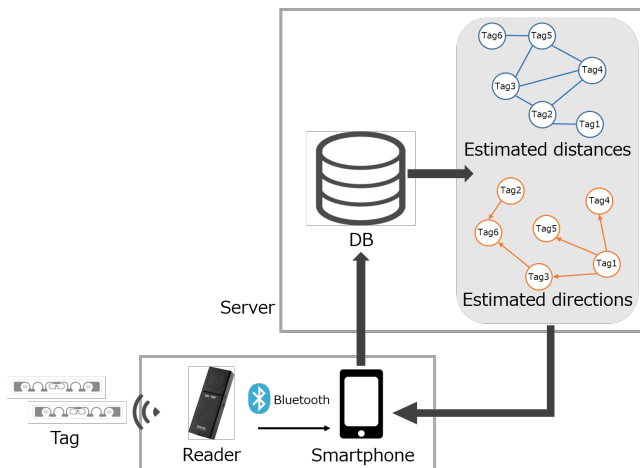 Tag6
Tag5
Tag4
Tag3
Tag2
Tag1
Estimated distances
Tag2
Tag4
Tag6
Tag5
Tag1
Tag3
Estimated directions
DB
Server
Bluetooth
Tag
Reader
Smartphone